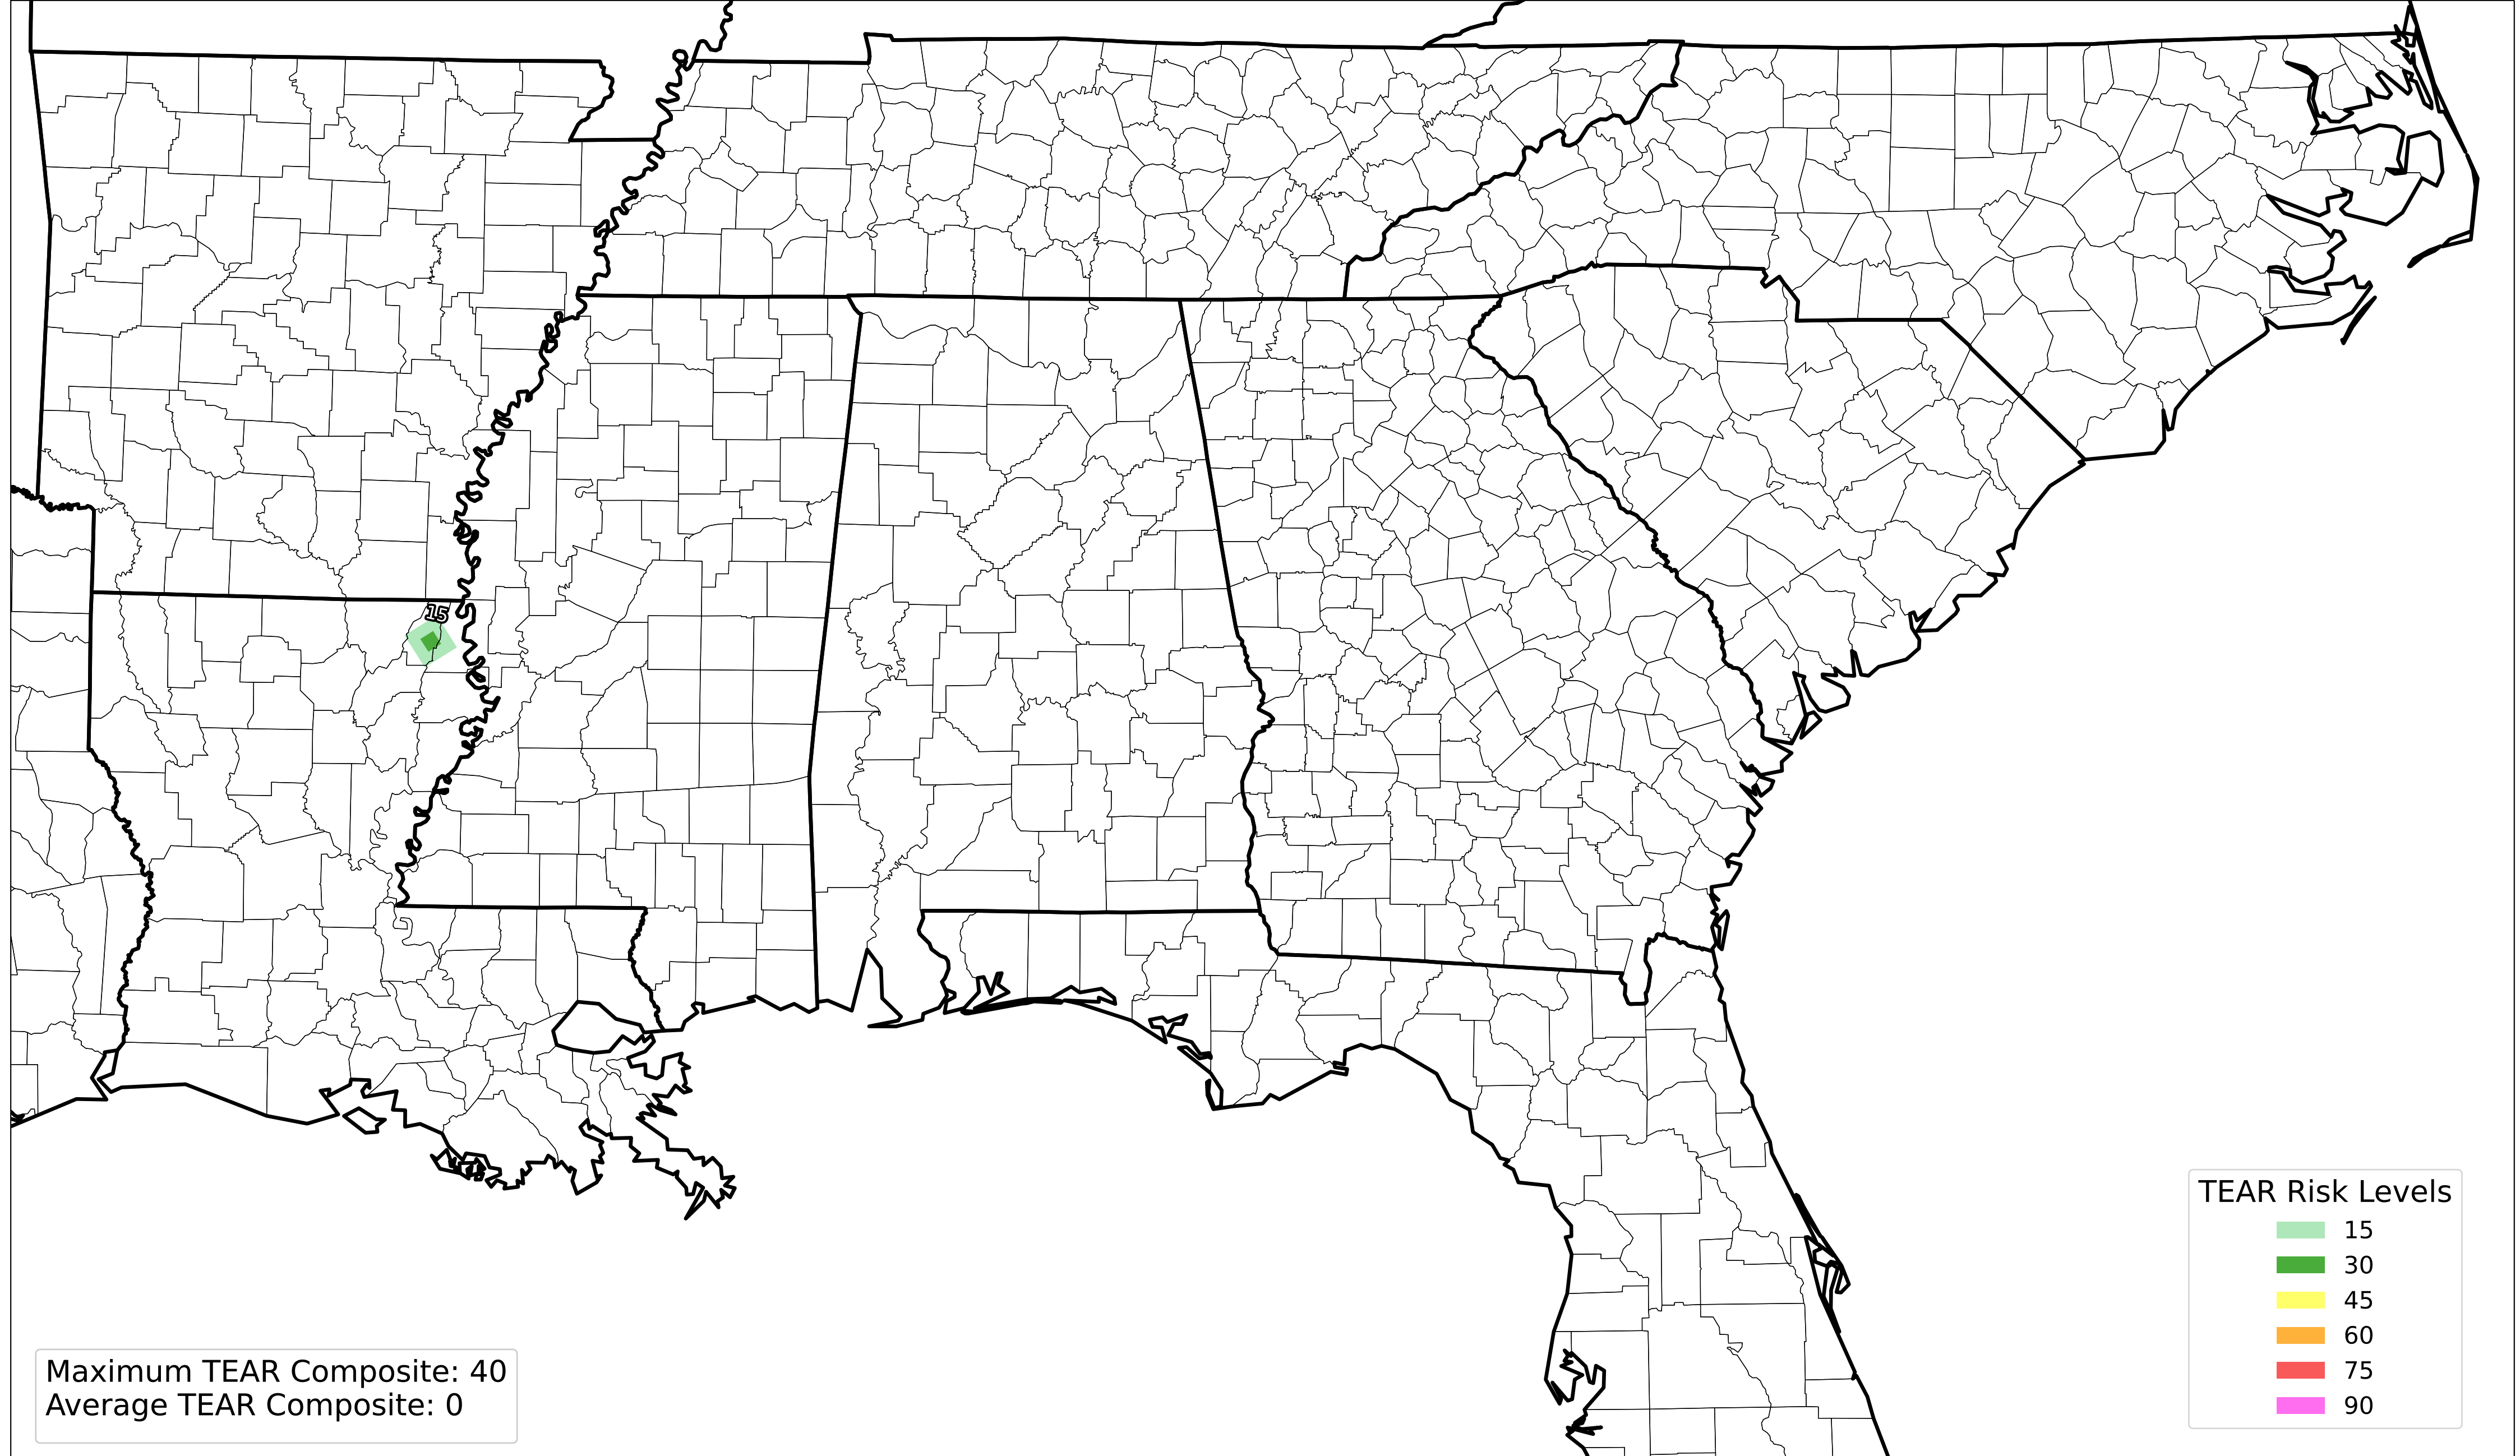 15
TEAR Risk Levels
15
30
45
60
75
90
Maximum TEAR Composite: 40
Average TEAR Composite: 0